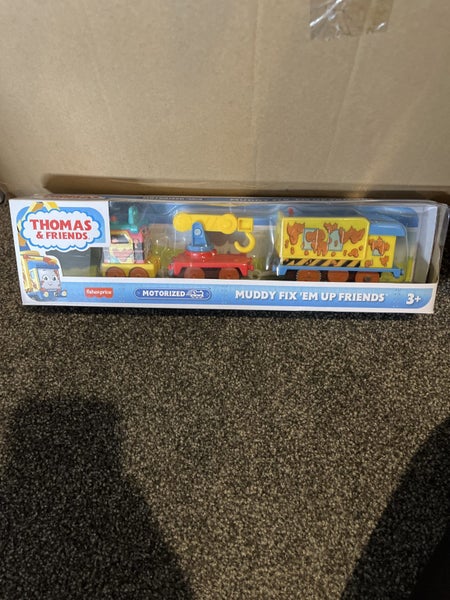 THOMAS
& FRIENDS
Fisher-Price
MOTORIZED
MUDDY FIX 'EM UP FRIENDS
3+